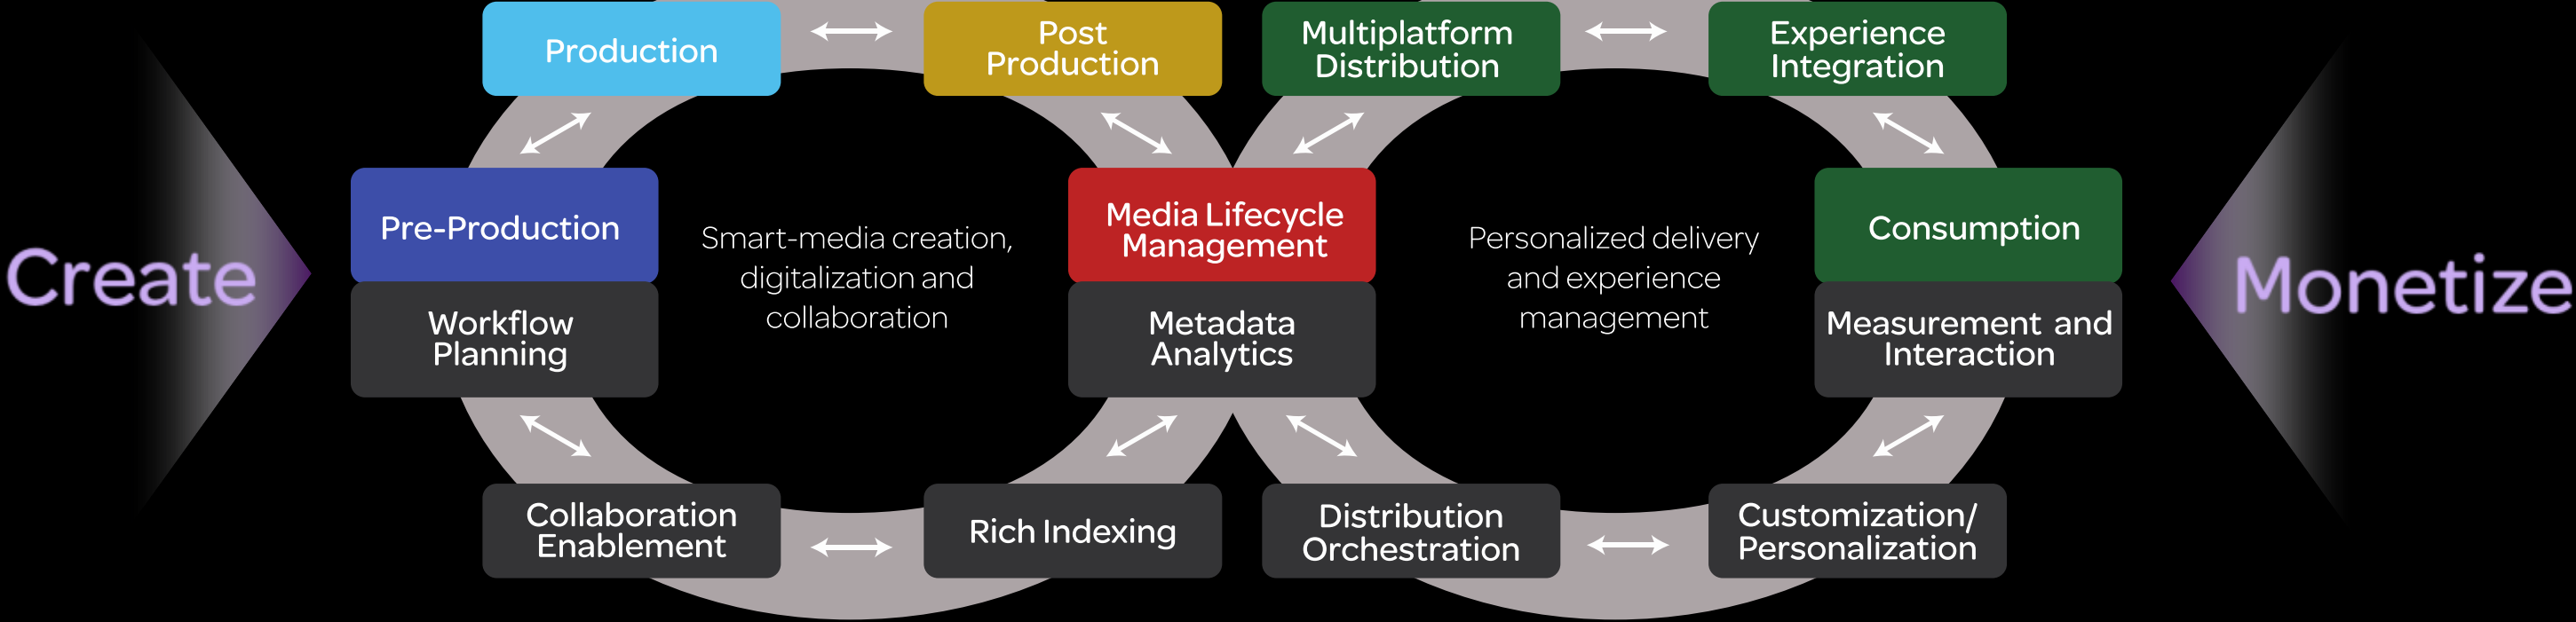 Production
Post
Production
Multiplatform
Distribution
Experience
Integration
Create
Pre-Production
Workflow
Planning
Smart-media creation,
digitalization and
collaboration
Media Lifecycle
Management
Metadata
Analytics
Personalized delivery
and experience
management
Consumption
Measurement and
Interaction
Monetize
Collaboration
Enablement
Rich Indexing
Distribution
Orchestration
Customization/
Personalization